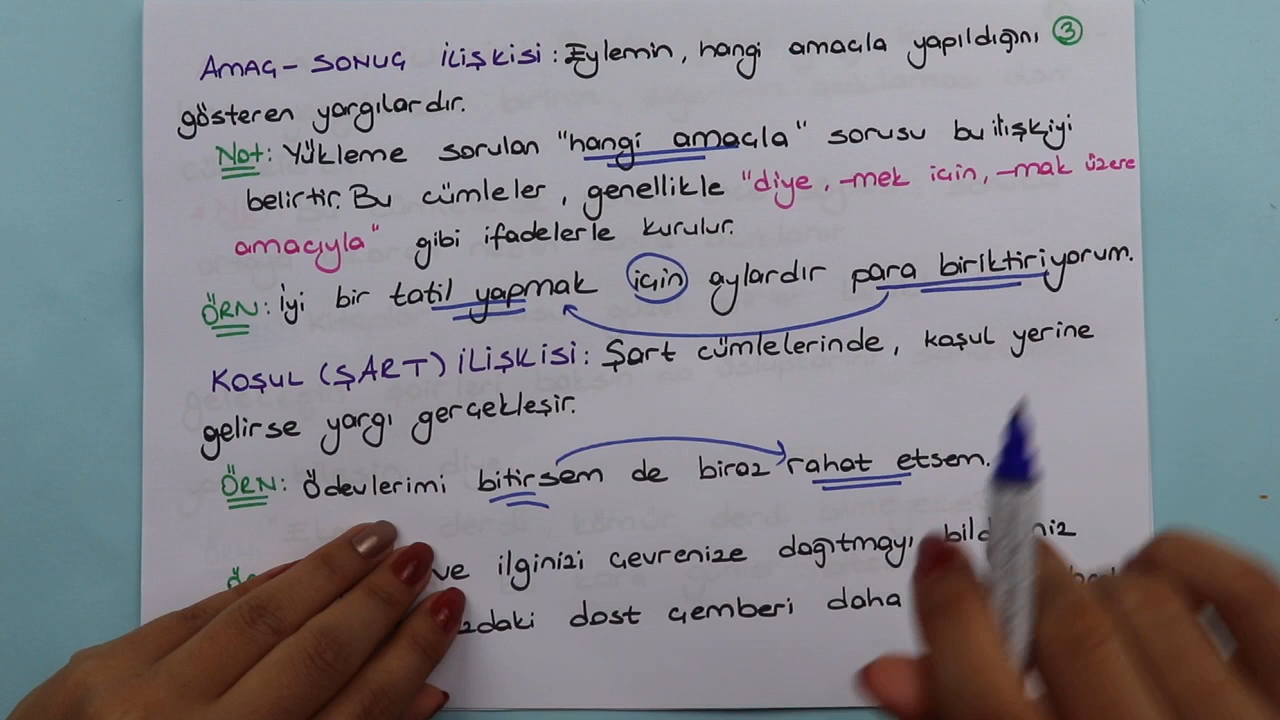 AMAÇ - SONUÇ İLİŞKİSİ : Eylemin, hangi amaçla yapıldığını ③
gösteren yargılardır.
Not: Yükleme sorulan "hangi amaçla" sorusu bu ilişkiyi
belirtir. Bu cümleler, genellikle "diye, -mek için, -mak üzere
amacıyla" gibi ifadelerle kurulur.
ÖRN: İyi bir tatil yapmak için aylardır para biriktiriyorum.
KOŞUL (ŞART) İLİŞKİSİ: Şart cümlelerinde, koşul yerine
gelirse yargı gerçekleşir.
ÖRN: Ödevlerimi bitirsem de biraz rahat etsem.
ve ilginizi çevrenize dağıtmayı
dost çemberi daha